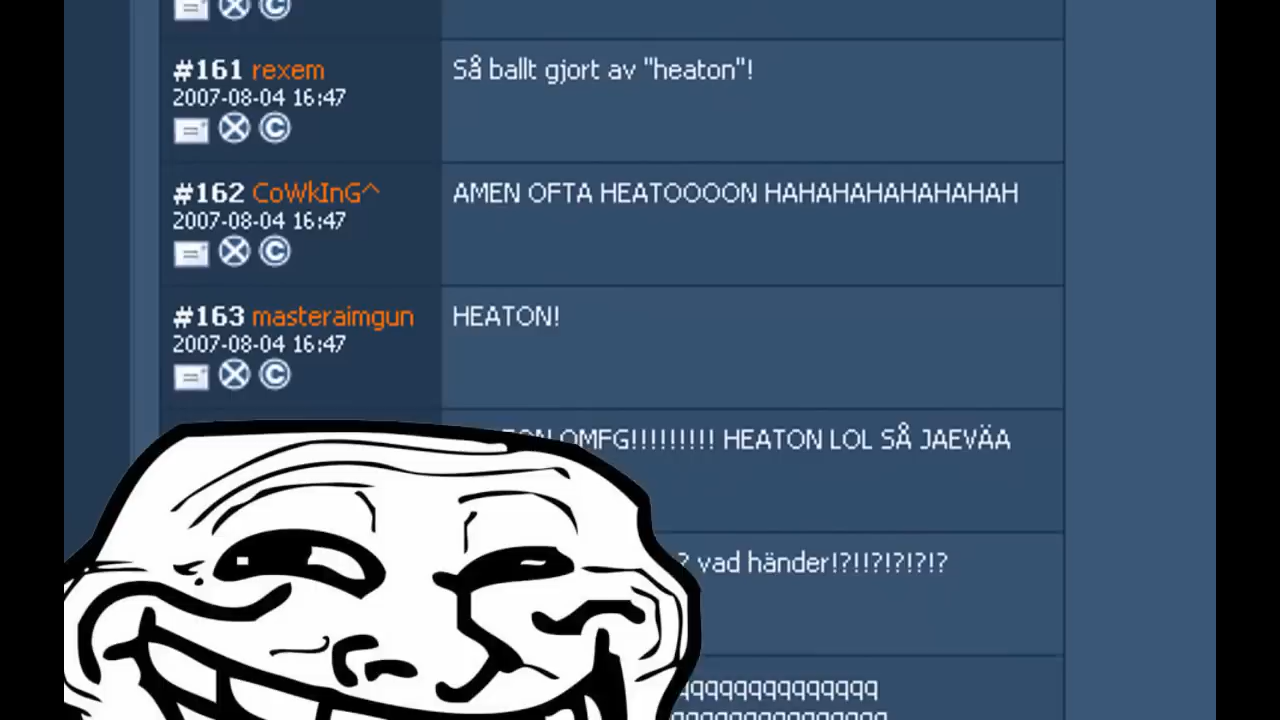 #161 rexem
2007-08-04 16:47
Så ballt gjort av "heaton"!
#162 CoWkInG^
2007-08-04 16:47
AMEN OFTA HEATOOOON HAHAHAHAHAHAHAH
#163 masteraimgun
2007-08-04 16:47
HEATON!
OMFG!!!!!!!!! HEATON LOL SÅ JAEVÄA
? vad händer!?!!?!?!?!?